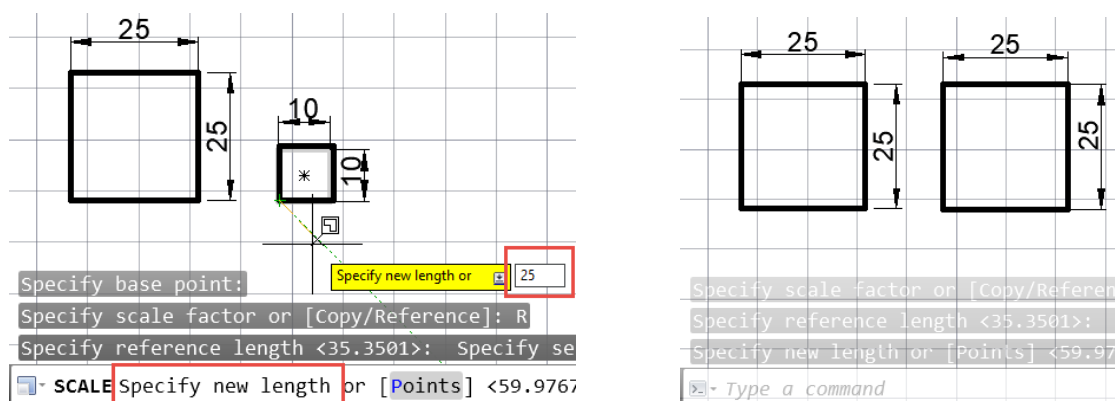 25
25
10
10
Specify new length or 25
Specify base point:
Specify scale factor or [Copy/Reference]: R
Specify reference length <35.3501>: Specify se
SCALE Specify new length or [Points] <59.9767
25
25
25
25
Specify scale factor or [Copy/Referen
Specify reference length <35.3501>:
Specify new length or [Points] <59.97
Type a command